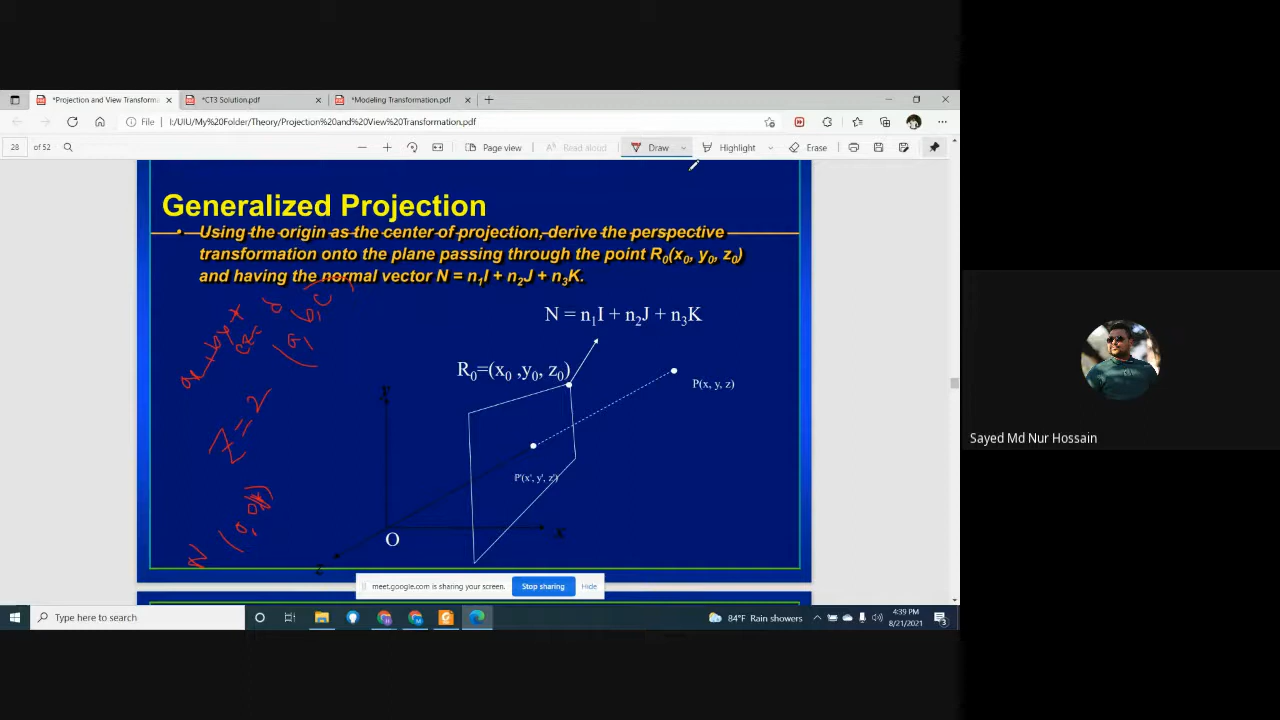 *Projection and View Transforma
*CT3 Solution.pdf
*Modeling Transformation.pdf
File
I:/UIU/My%20Folder/Theory/Projection%20and%20View%20Transformation.pdf
28 of 52
Page view
Read aloud
Draw
Highlight
Erase
Generalized Projection
• Using the origin as the center of projection, derive the perspective
transformation onto the plane passing through the point R₀(x₀, y₀, z₀)
and having the normal vector N = n₁I + n₂J + n₃K.
N = n₁I + n₂J + n₃K
R₀=(x₀ ,y₀, z₀)
P(x, y, z)
y
(a, b, c)
Z=2
P'(x', y', z')
x
O
z
N
meet.google.com is sharing your screen.
Stop sharing
Hide
Type here to search
84°F Rain showers
4:39 PM
8/21/2021
3
Sayed Md Nur Hossain